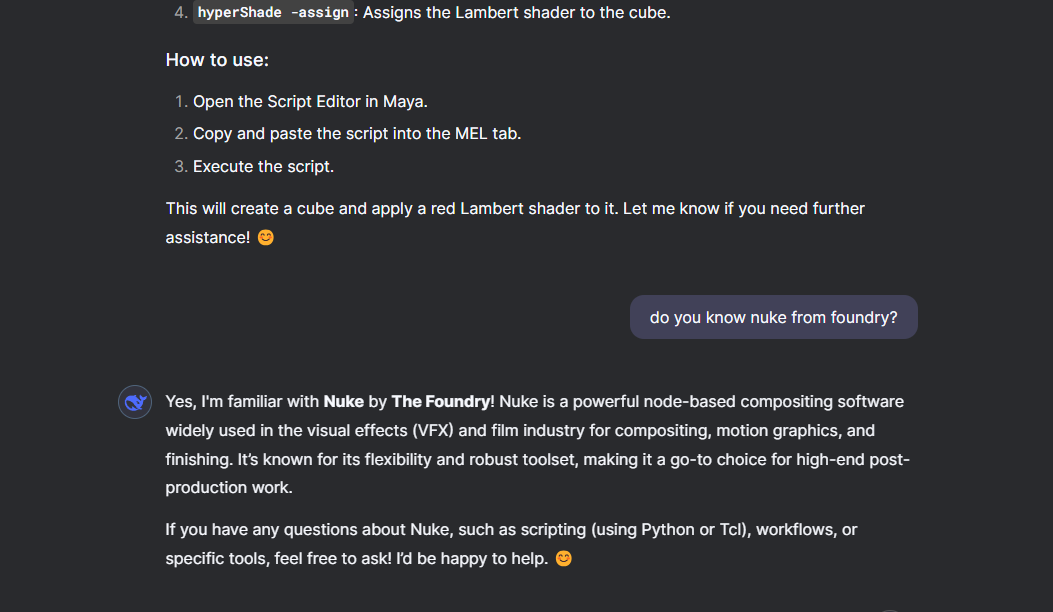 4. hyperShade -assign: Assigns the Lambert shader to the cube.
How to use:
1. Open the Script Editor in Maya.
2. Copy and paste the script into the MEL tab.
3. Execute the script.
This will create a cube and apply a red Lambert shader to it. Let me know if you need further
assistance! 😊
do you know nuke from foundry?
Yes, I'm familiar with Nuke by The Foundry! Nuke is a powerful node-based compositing software
widely used in the visual effects (VFX) and film industry for compositing, motion graphics, and
finishing. It’s known for its flexibility and robust toolset, making it a go-to choice for high-end post-
production work.
If you have any questions about Nuke, such as scripting (using Python or Tcl), workflows, or
specific tools, feel free to ask! I’d be happy to help. 😊